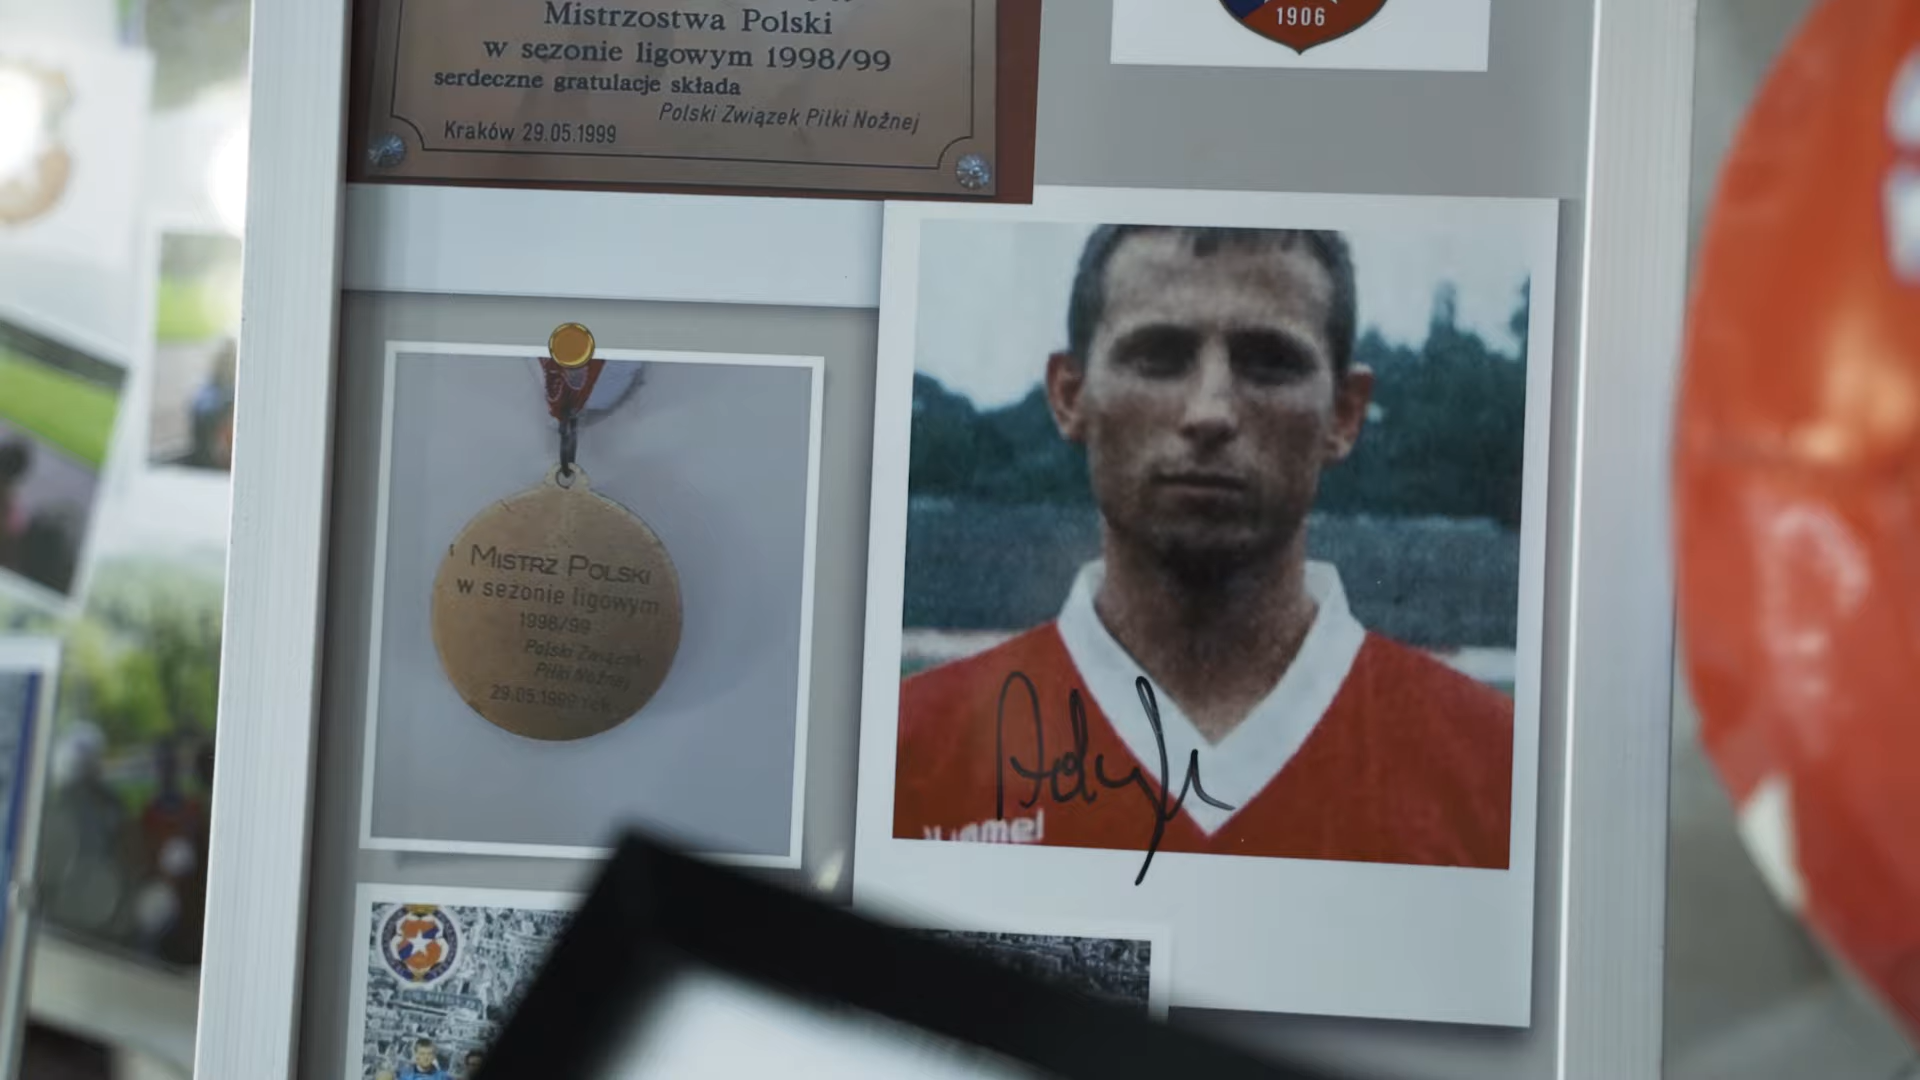 Mistrzostwa Polski
w sezonie ligowym 1998/99
serdeczne gratulacje składa
Polski Związek Piłki Nożnej
Kraków 29.05.1999
1906
MISTRZ POLSKI
w sezonie ligowym
1998/99
Polski Związek
Piłki Nożnej
29.05.1999 rok
hummel